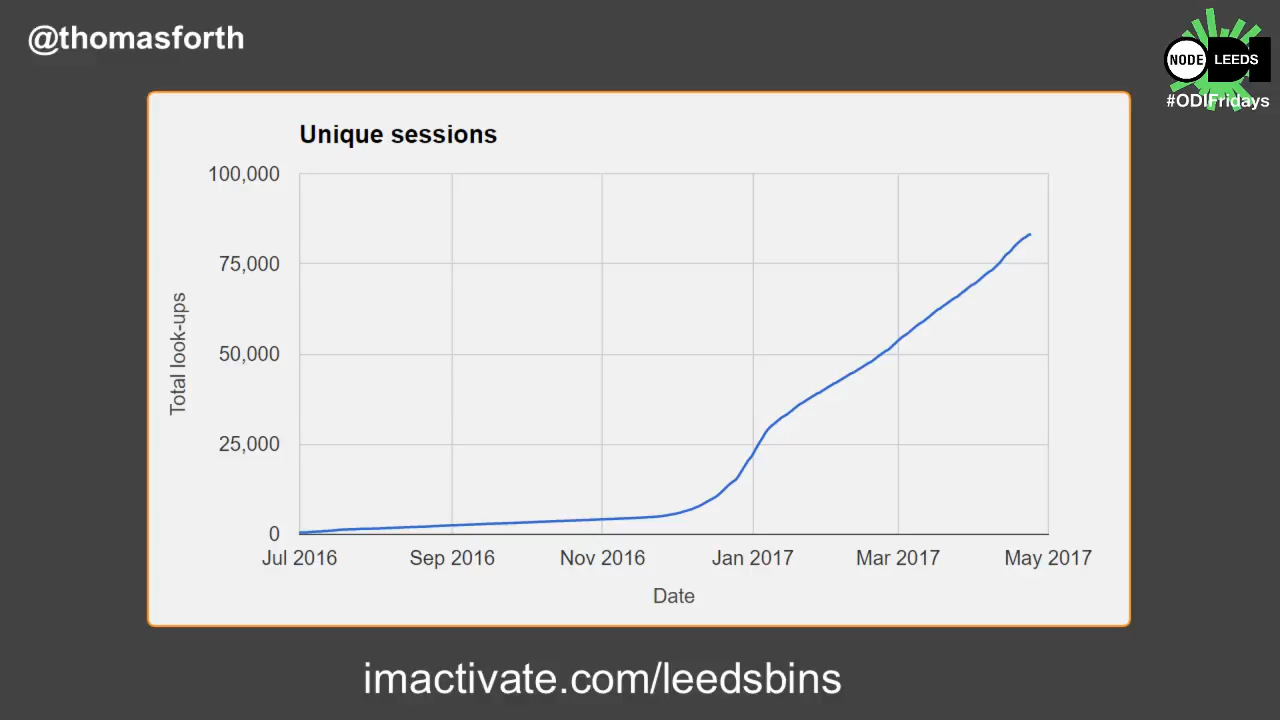 @thomasforth
NODE LEEDS
#ODIFridays
Unique sessions
100,000
75,000
50,000
25,000
0
Total look-ups
Jul 2016 Sep 2016 Nov 2016 Jan 2017 Mar 2017 May 2017
Date
imactivate.com/leedsbins